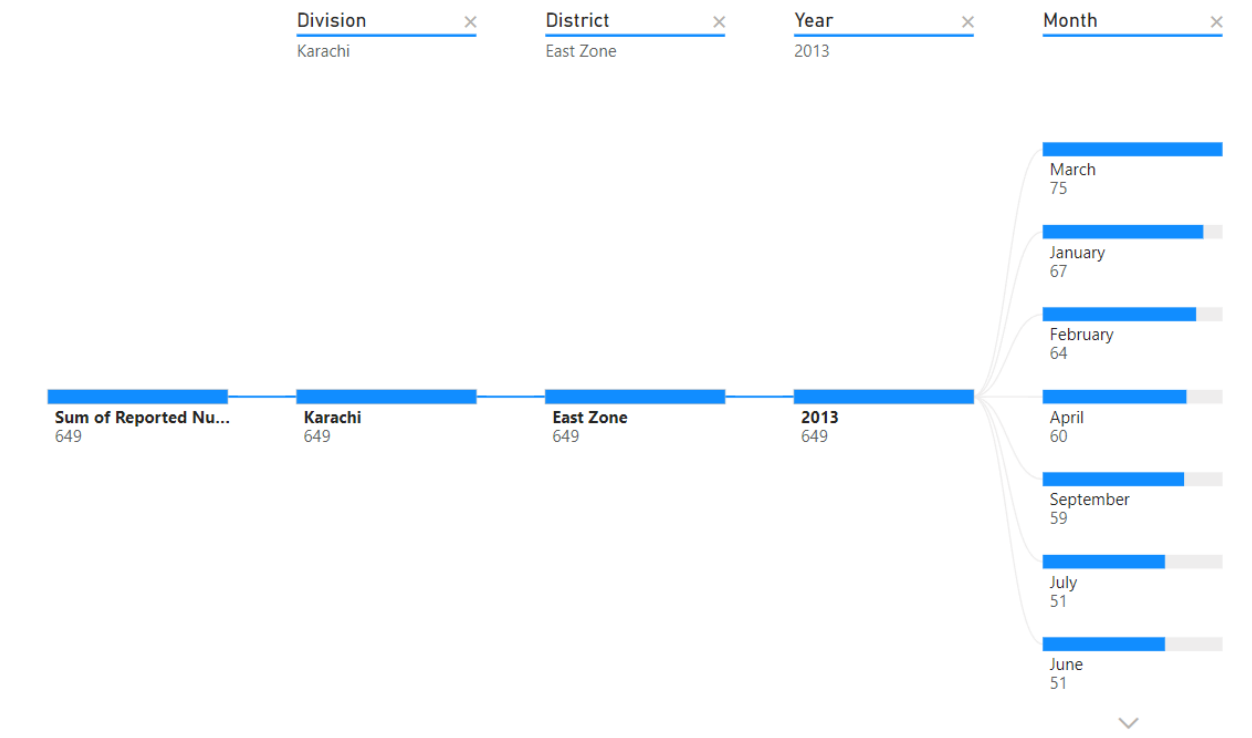 Division
District
Year
Month
Karachi
East Zone
2013
March
75
January
67
February
64
Sum of Reported Nu...
649
Karachi
649
East Zone
649
2013
649
April
60
September
59
July
51
June
51